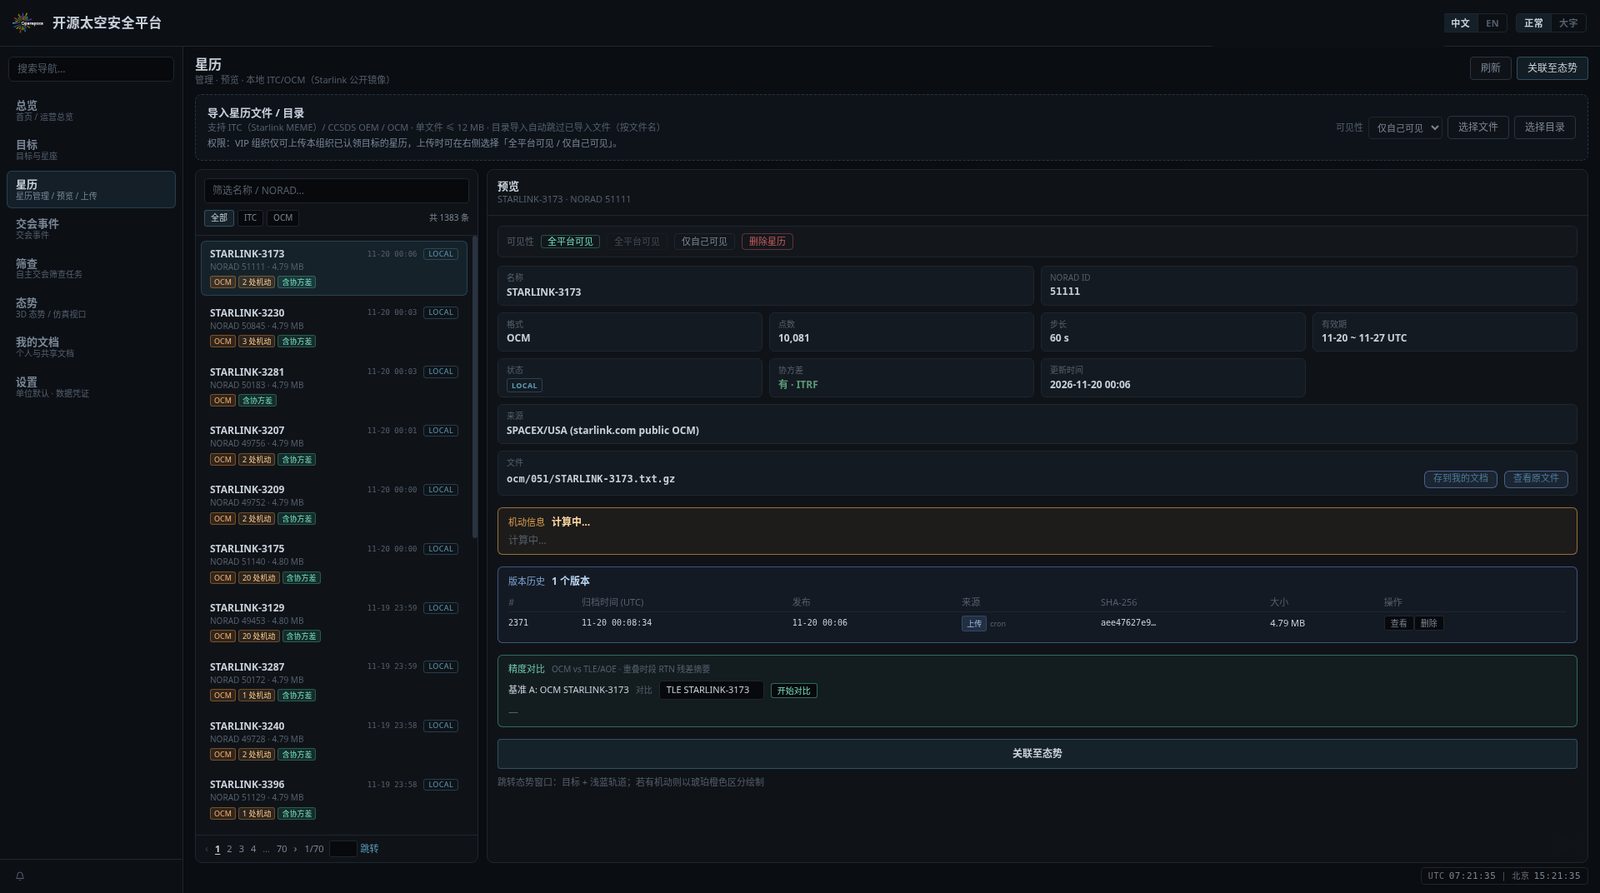 开源太空安全平台
中文 EN 正常 大字
搜索导航...
总览
首页 / 运营总览
目标
目标与星座
星历
星历管理 / 预览 / 上传
交会事件
交会事件
筛查
自主交会筛查任务
态势
3D 态势 / 仿真视口
我的文档
个人与共享文档
设置
单位默认 · 数据凭证
星历
管理 · 预览 · 本地 ITC/OCM（Starlink 公开镜像）
刷新 关联至态势
导入星历文件 / 目录
支持 ITC（Starlink MEME）/ CCSDS OEM / OCM · 单文件 ≤ 12 MB · 目录导入自动跳过已导入文件（按文件名）
权限：VIP 组织仅可上传本组织已认领目标的星历，上传时可在右侧选择「全平台可见 / 仅自己可见」。
可见性 仅自己可见 选择文件 选择目录
筛选名称 / NORAD...
全部 ITC OCM 共 1383 条
STARLINK-3173 11-20 00:06 LOCAL
NORAD 51111 · 4.79 MB
OCM 2 处机动 含协方差
STARLINK-3230 11-20 00:03 LOCAL
NORAD 50845 · 4.79 MB
OCM 3 处机动 含协方差
STARLINK-3281 11-20 00:03 LOCAL
NORAD 50183 · 4.79 MB
OCM 含协方差
STARLINK-3207 11-20 00:01 LOCAL
NORAD 49756 · 4.79 MB
OCM 2 处机动 含协方差
STARLINK-3209 11-20 00:00 LOCAL
NORAD 49752 · 4.79 MB
OCM 2 处机动 含协方差
STARLINK-3175 11-20 00:00 LOCAL
NORAD 51140 · 4.80 MB
OCM 20 处机动 含协方差
STARLINK-3129 11-19 23:59 LOCAL
NORAD 49453 · 4.80 MB
OCM 20 处机动 含协方差
STARLINK-3287 11-19 23:59 LOCAL
NORAD 50172 · 4.79 MB
OCM 1 处机动 含协方差
STARLINK-3240 11-19 23:58 LOCAL
NORAD 49728 · 4.79 MB
OCM 2 处机动 含协方差
STARLINK-3396 11-19 23:58 LOCAL
NORAD 51129 · 4.79 MB
OCM 1 处机动 含协方差
‹ 1 2 3 4 ... 70 › 1/70 跳转
预览
STARLINK-3173 · NORAD 51111
可见性 全平台可见 全平台可见 仅自己可见 删除星历
名称
STARLINK-3173
NORAD ID
51111
格式
OCM
点数
10,081
步长
60 s
有效期
11-20 ~ 11-27 UTC
状态
LOCAL
协方差
有 · ITRF
更新时间
2026-11-20 00:06
来源
SPACEX/USA (starlink.com public OCM)
文件
ocm/051/STARLINK-3173.txt.gz
存到我的文档 查看原文件
机动信息 计算中...
计算中...
版本历史 1 个版本
# 归档时间 (UTC) 发布 来源 SHA-256 大小 操作
2371 11-20 00:08:34 11-20 00:06 上传 cron aee47627e9… 4.79 MB 查看 删除
精度对比 OCM vs TLE/AOE · 重叠时段 RTN 残差摘要
基准 A: OCM STARLINK-3173 对比 TLE STARLINK-3173 开始对比
—
关联至态势
跳转态势窗口：目标 + 浅蓝轨道；若有机动则以琥珀橙色区分绘制
UTC 07:21:35 | 北京 15:21:35